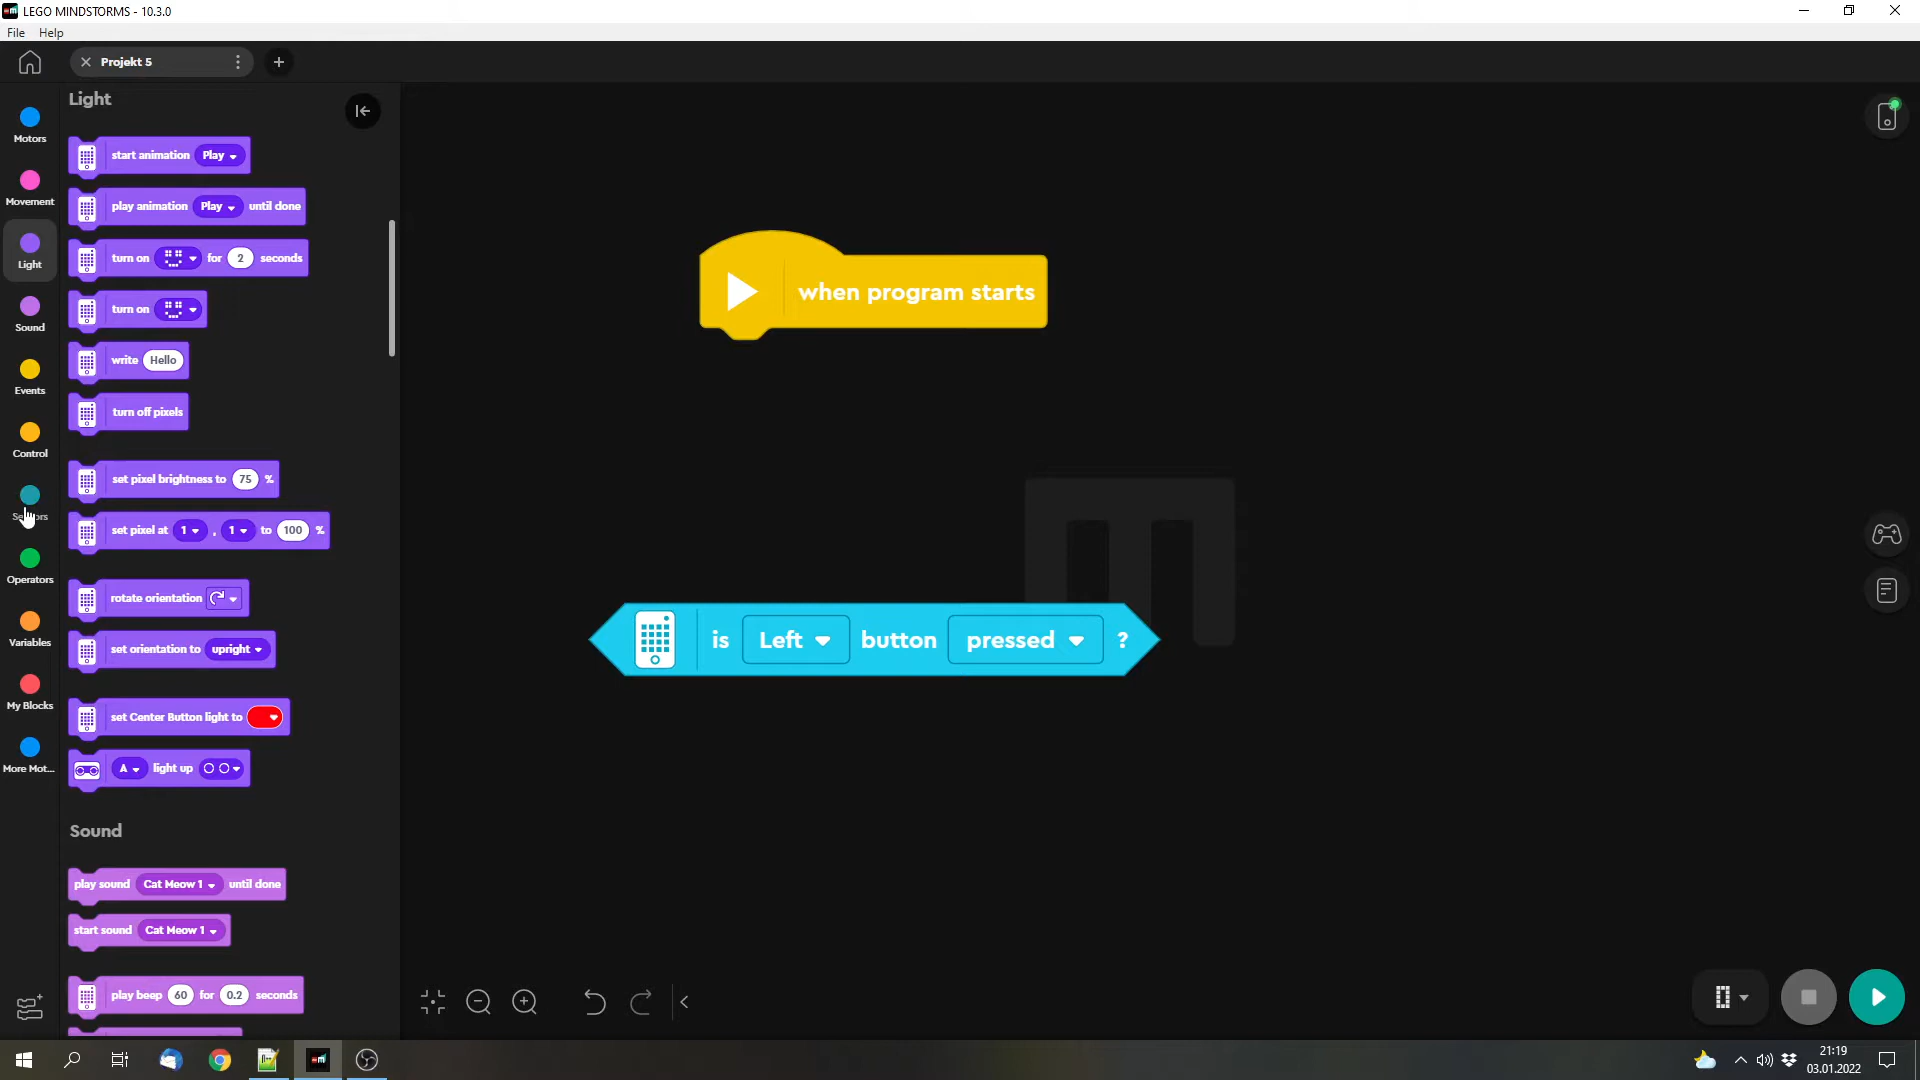 LEGO MINDSTORMS - 10.3.0
File Help
Projekt 5
Light
Motors
start animation Play
Movement
play animation Play until done
Light
turn on for 2 seconds
turn on
when program starts
Sound
write Hello
Events
turn off pixels
Control
set pixel brightness to 75 %
Sensors
set pixel at 1 , 1 to 100 %
Operators
rotate orientation
Variables
set orientation to upright
is Left button pressed ?
My Blocks
set Center Button light to
More Mot...
A light up
Sound
play sound Cat Meow 1 until done
start sound Cat Meow 1
play beep 60 for 0.2 seconds
21:19
03.01.2022